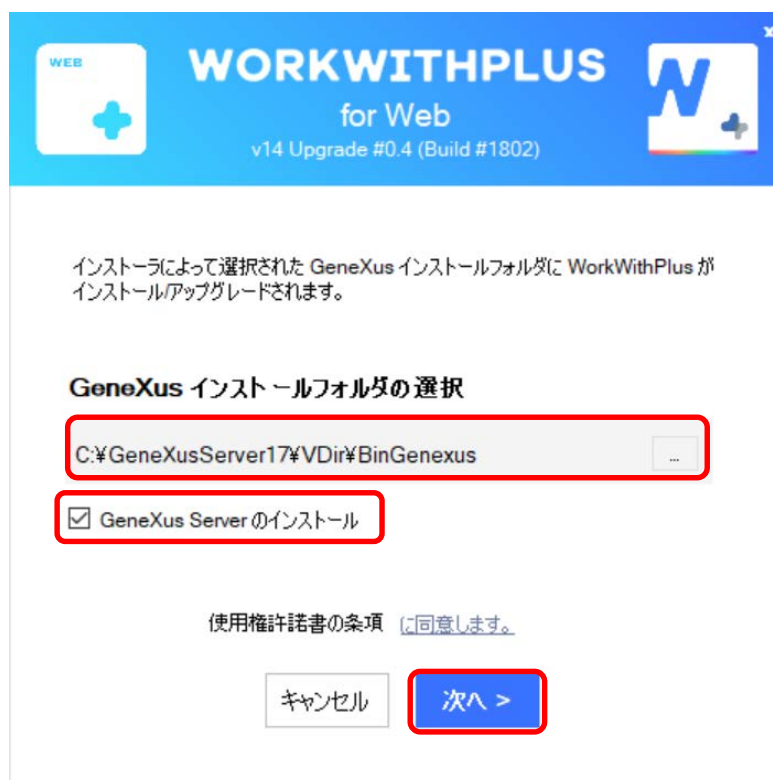 WEB
WORKWITHPLUS
for Web
v14 Upgrade #0.4 (Build #1802)
x
インストーラによって選択された GeneXus インストールフォルダに WorkWithPlus が
インストール/アップグレードされます。
GeneXus インストールフォルダの選択
C:¥GeneXusServer17¥VDir¥BinGenexus
...
GeneXus Server のインストール
使用権許諾書の条項 に同意します。
キャンセル 次へ >